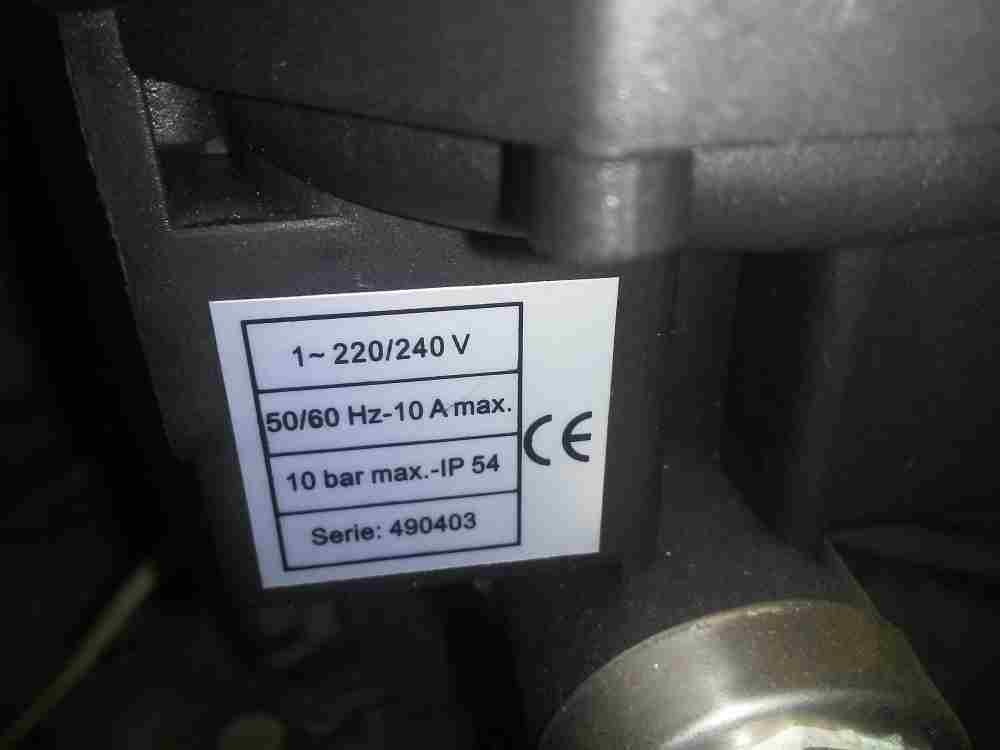 1~ 220/240 V
50/60 Hz-10 A max.
10 bar max.-IP 54
Serie: 490403
CE